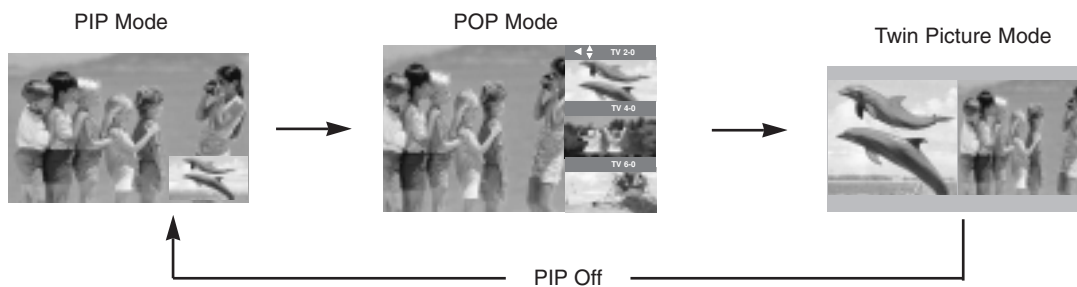 PIP Mode
POP Mode
Twin Picture Mode
TV 2-0
TV 4-0
TV 6-0
PIP Off